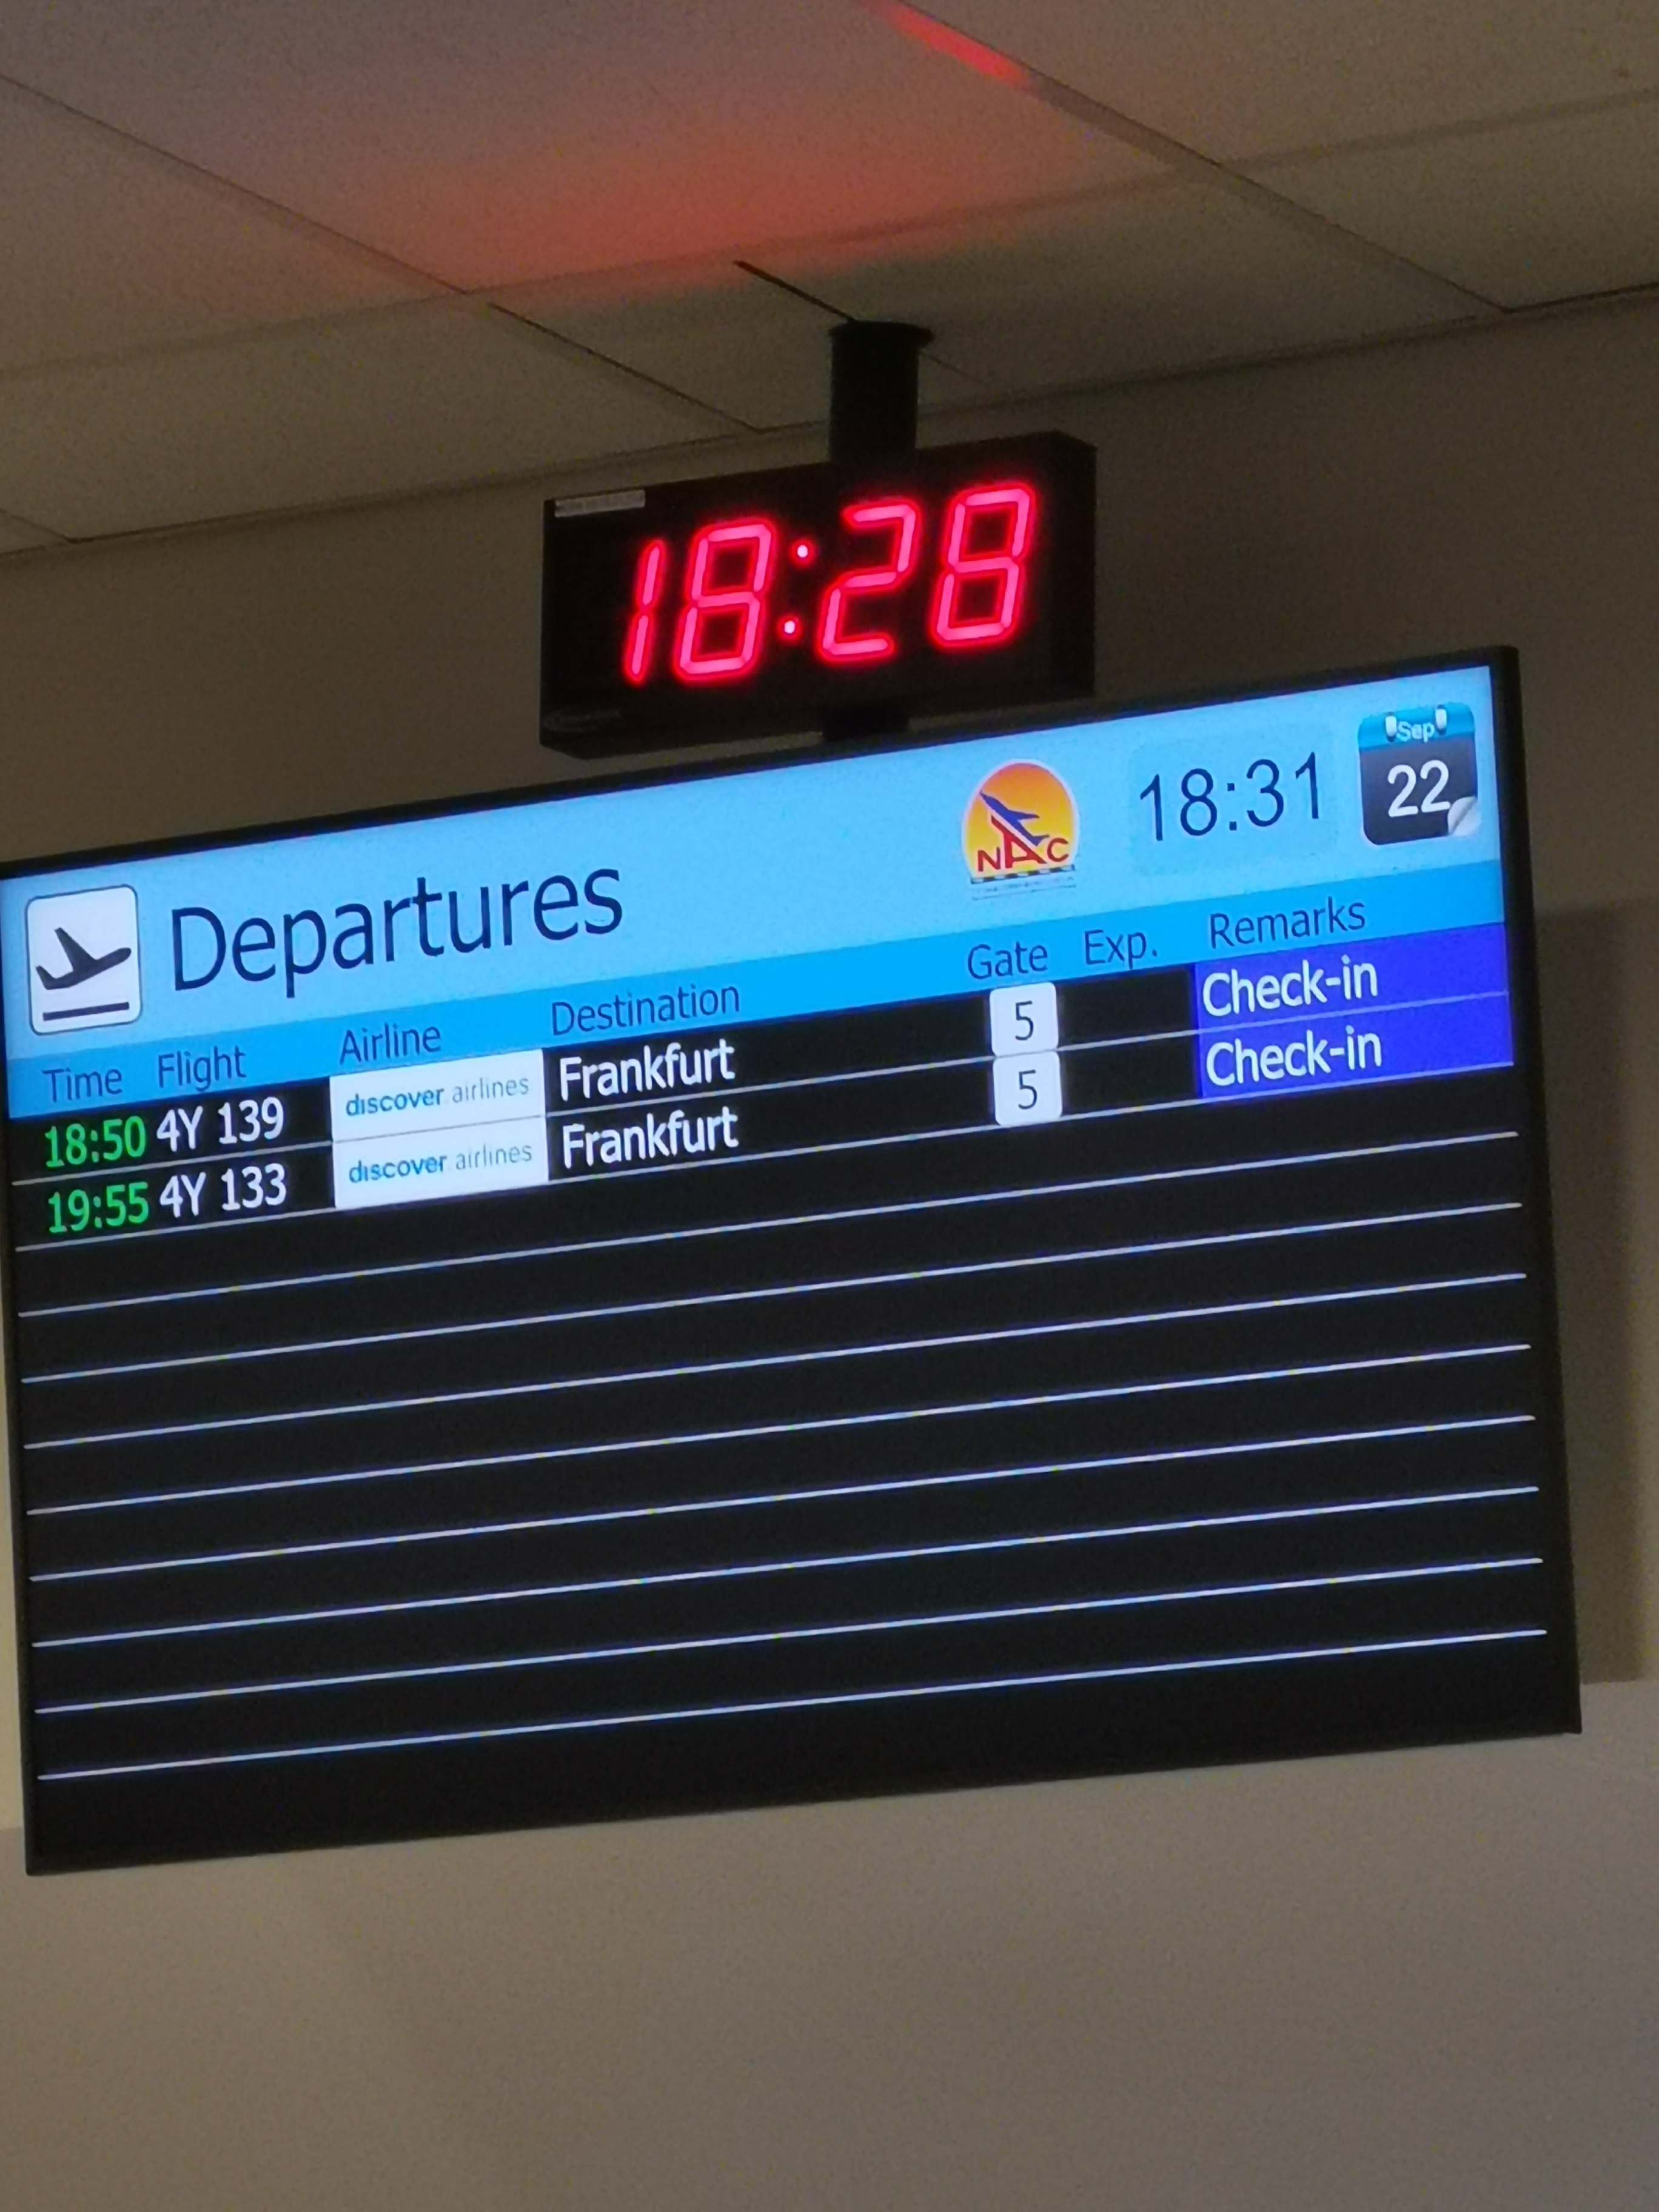 18:28
Departures
NAC
18:31
Sep
22
Time Flight Airline Destination Gate Exp. Remarks
18:50 4Y 139 discover airlines Frankfurt 5 Check-in
19:55 4Y 133 discover airlines Frankfurt 5 Check-in